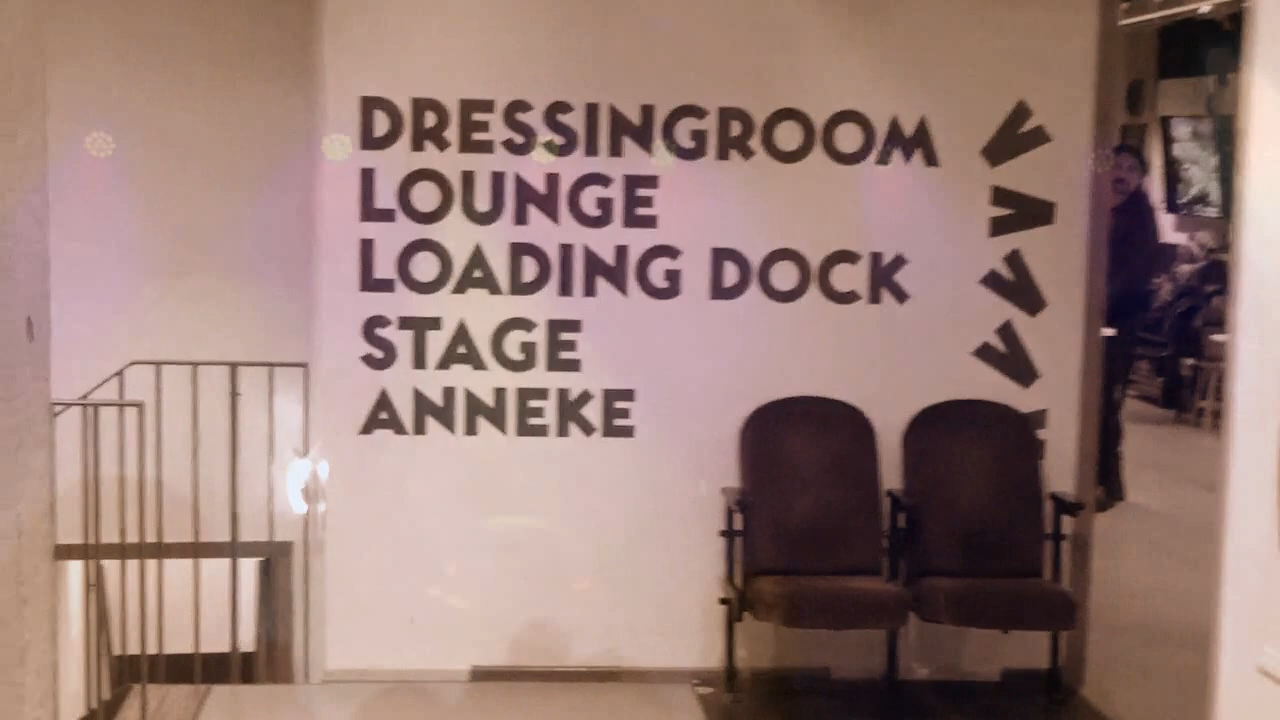 DRESSINGROOM
LOUNGE
LOADING DOCK
STAGE
ANNEKE